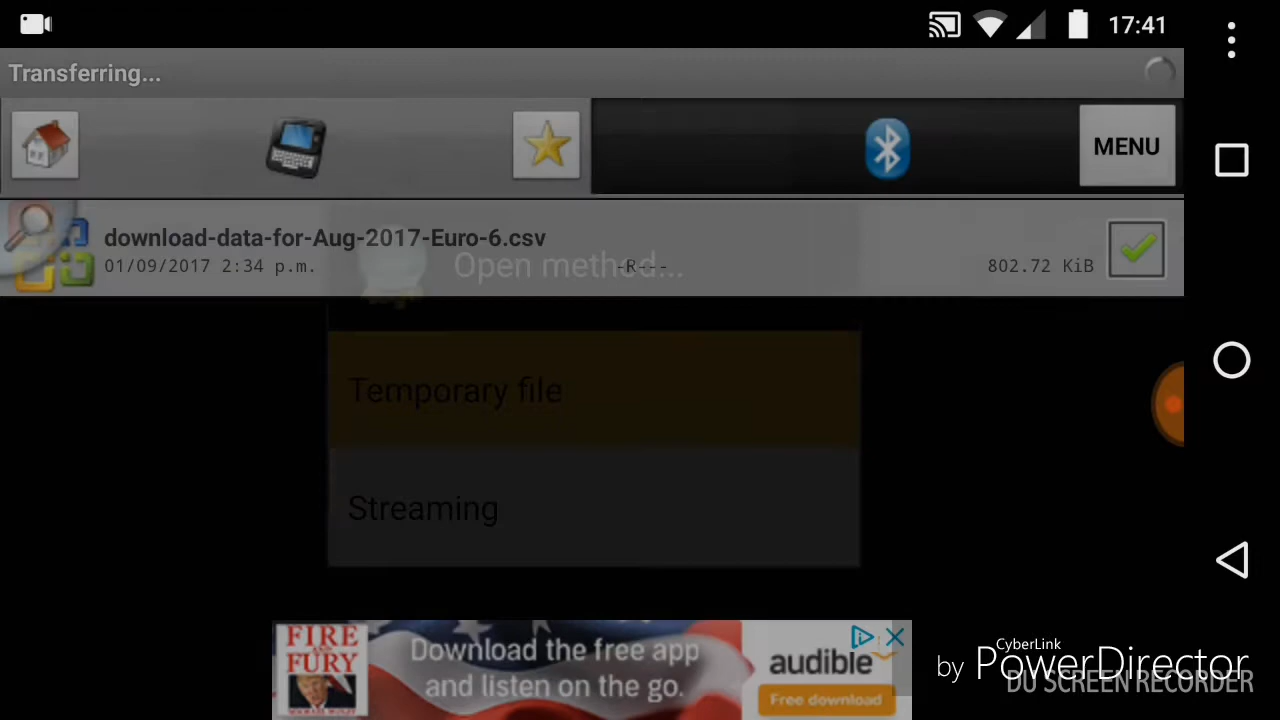 17:41
Transferring...
MENU
download-data-for-Aug-2017-Euro-6.csv
01/09/2017 2:34 p.m. -R--- 802.72 KiB
Open method...
Temporary file
Streaming
FIRE
AND
FURY
Download the free app
and listen on the go.
audible
Free download
CyberLink
by PowerDirector
DU SCREEN RECORDER